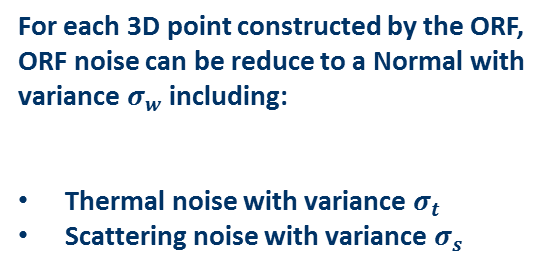 For each 3D point constructed by the ORF,
ORF noise can be reduce to a Normal with
variance σ_w including:
• Thermal noise with variance σ_t
• Scattering noise with variance σ_s